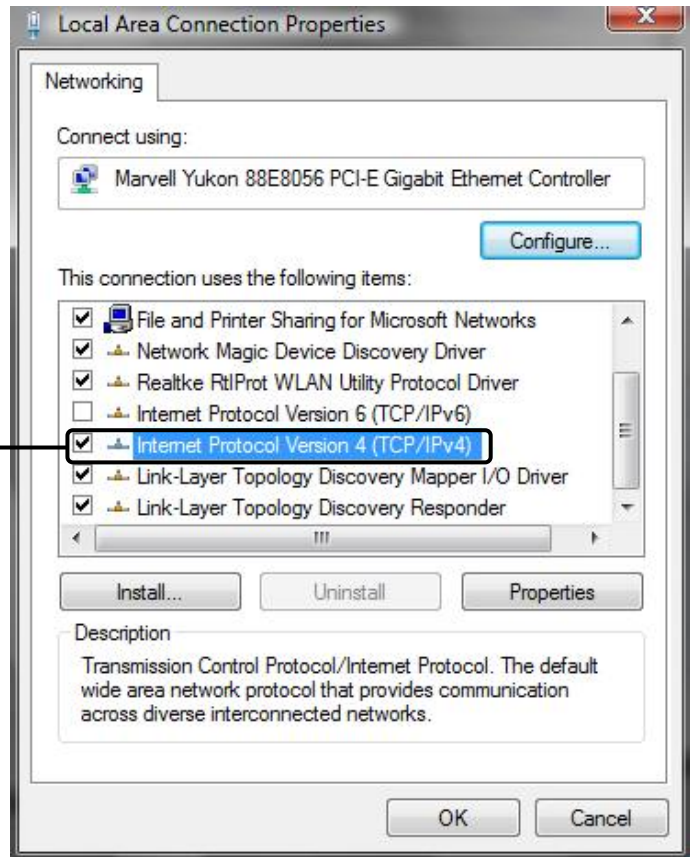 Local Area Connection Properties
X
Networking
Connect using:
Marvell Yukon 88E8056 PCI-E Gigabit Ethernet Controller
Configure...
This connection uses the following items:
File and Printer Sharing for Microsoft Networks
Network Magic Device Discovery Driver
Realtke RtlProt WLAN Utility Protocol Driver
Internet Protocol Version 6 (TCP/IPv6)
Internet Protocol Version 4 (TCP/IPv4)
Link-Layer Topology Discovery Mapper I/O Driver
Link-Layer Topology Discovery Responder
Install... Uninstall Properties
Description
Transmission Control Protocol/Internet Protocol. The default
wide area network protocol that provides communication
across diverse interconnected networks.
OK Cancel